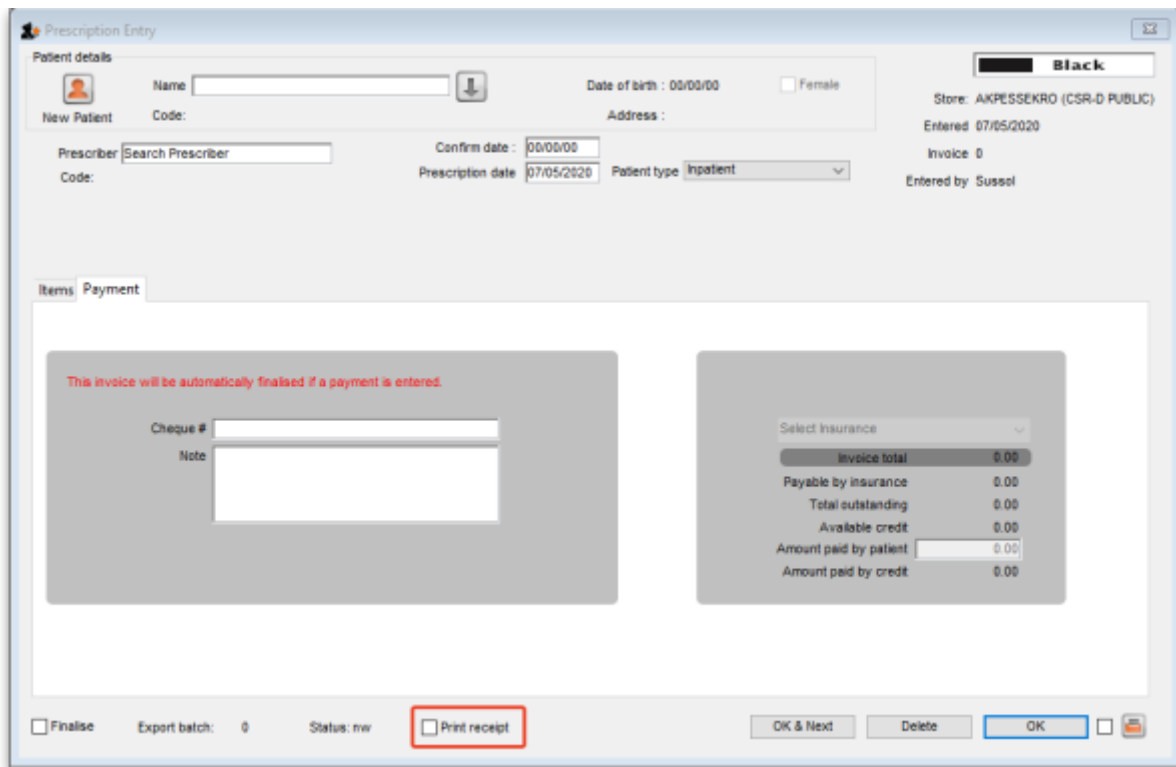 Prescription Entry
Patient details
Black
Name
Date of birth : 00/00/00
Female
Store: AKPESSEKRO (CSR-D PUBLIC)
New Patient
Code:
Address :
Entered 07/05/2020
Prescriber Search Prescriber
Confirm date : 00/00/00
Invoice 0
Code:
Prescription date 07/05/2020
Patient type Inpatient
Entered by Sussol
Items Payment
This invoice will be automatically finalised if a payment is entered.
Cheque #
Select Insurance
Note
Invoice total 0.00
Payable by insurance 0.00
Total outstanding 0.00
Available credit 0.00
Amount paid by patient 0.00
Amount paid by credit 0.00
Finalise
Export batch: 0
Status: nw
Print receipt
OK & Next
Delete
OK